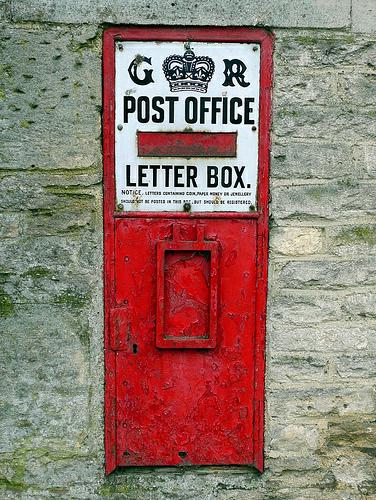 G R
POST OFFICE
LETTER BOX.
NOTICE. LETTERS CONTAINING COIN, PAPER MONEY OR JEWELLERY
SHOULD NOT BE POSTED IN THIS BOX, BUT SHOULD BE REGISTERED.